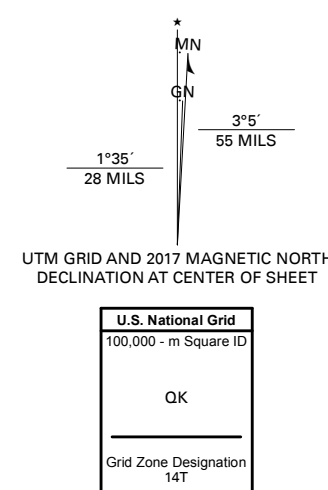 ★
MN
GN
3°5´
55 MILS
1°35´
28 MILS
UTM GRID AND 2017 MAGNETIC NORTH
DECLINATION AT CENTER OF SHEET
U.S. National Grid
100,000 - m Square ID
QK
Grid Zone Designation
14T